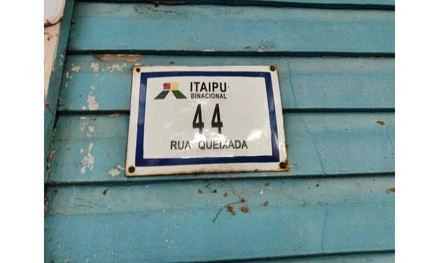 ITAIPU
BINACIONAL
44
RUA QUEIXADA